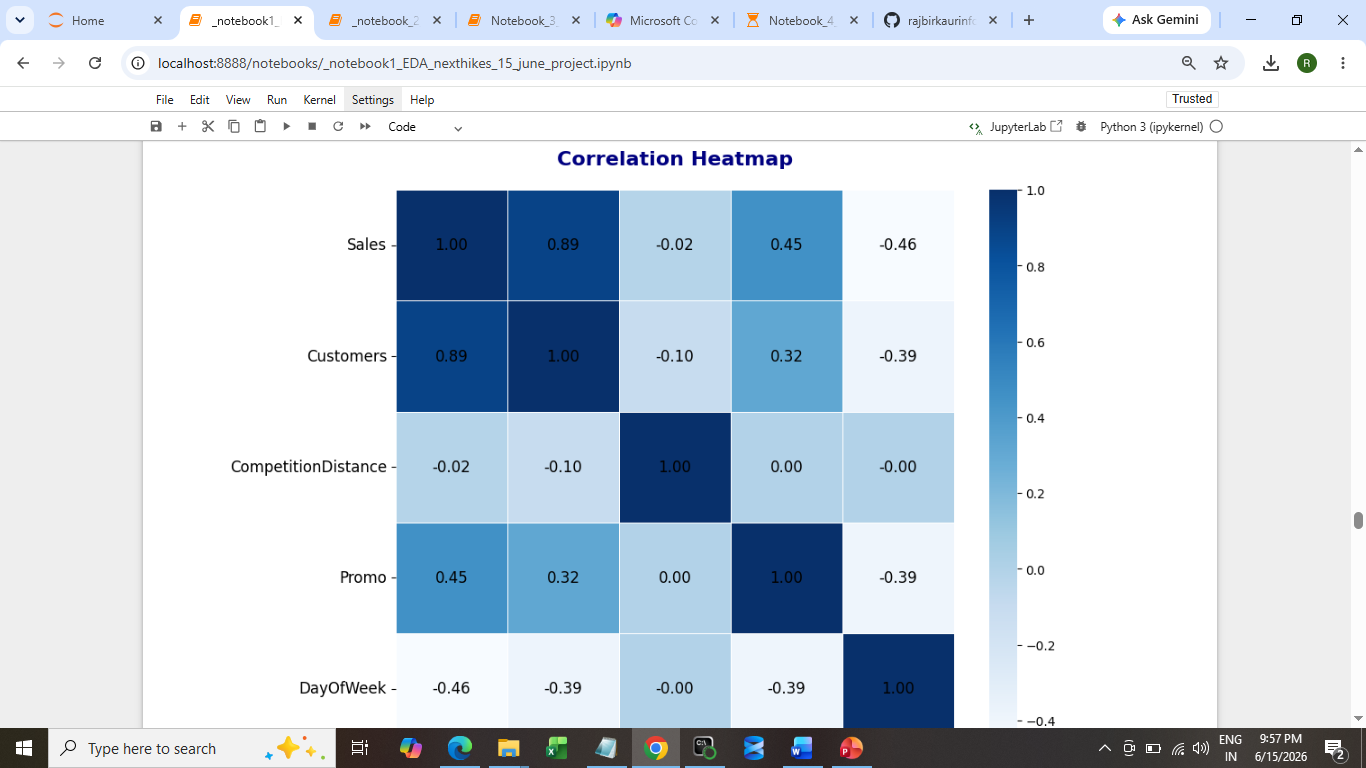 Home
_notebook1_
_notebook_2
Notebook_3
Microsoft Co
Notebook_4
rajbirkaurinfo
Ask Gemini
localhost:8888/notebooks/_notebook1_EDA_nexthikes_15_june_project.ipynb
R
File Edit View Run Kernel Settings Help Trusted
Code JupyterLab Python 3 (ipykernel)
Correlation Heatmap
Sales 1.00 0.89 -0.02 0.45 -0.46
Customers 0.89 1.00 -0.10 0.32 -0.39
CompetitionDistance -0.02 -0.10 1.00 0.00 -0.00
Promo 0.45 0.32 0.00 1.00 -0.39
DayOfWeek -0.46 -0.39 -0.00 -0.39 1.00
1.0
0.8
0.6
0.4
0.2
0.0
−0.2
−0.4
Type here to search
ENG
IN
9:57 PM
6/15/2026
2